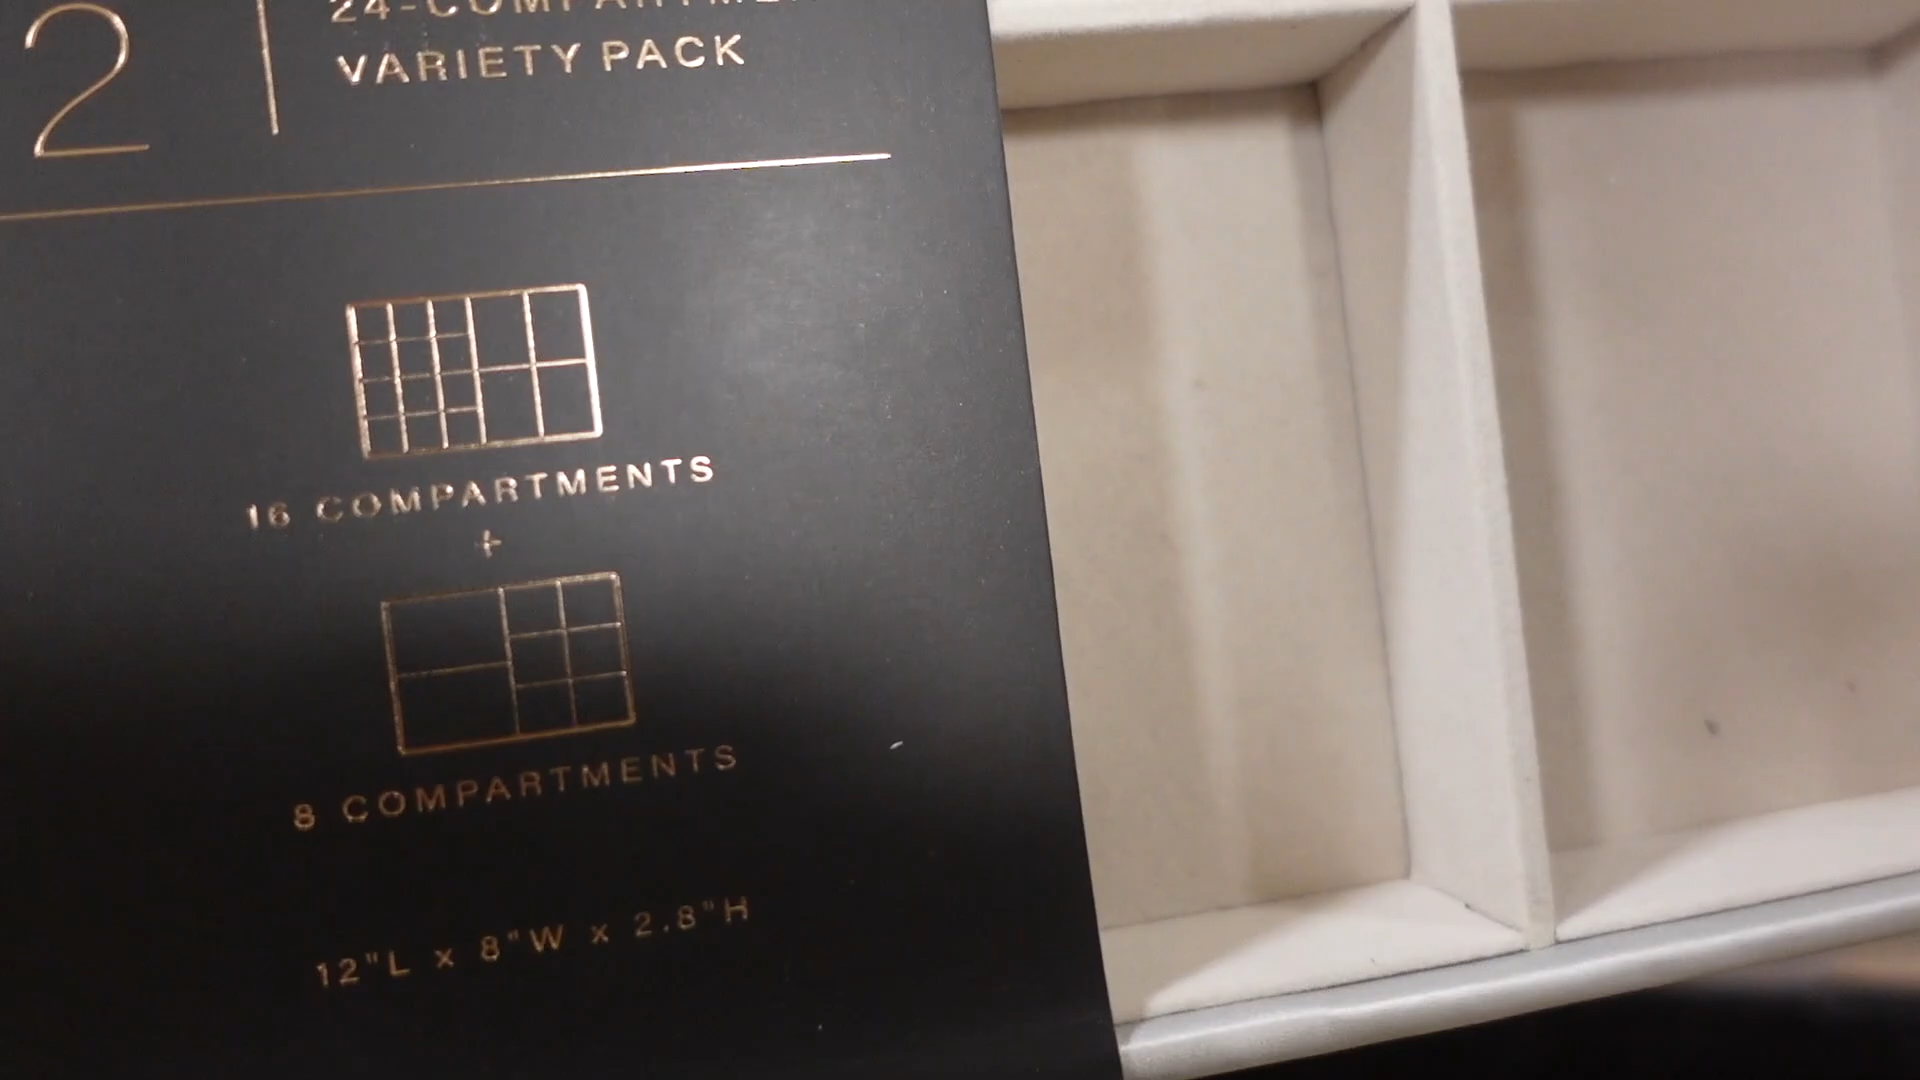 2
VARIETY PACK
16 COMPARTMENTS
+
8 COMPARTMENTS
12"L x 8"W x 2.8"H